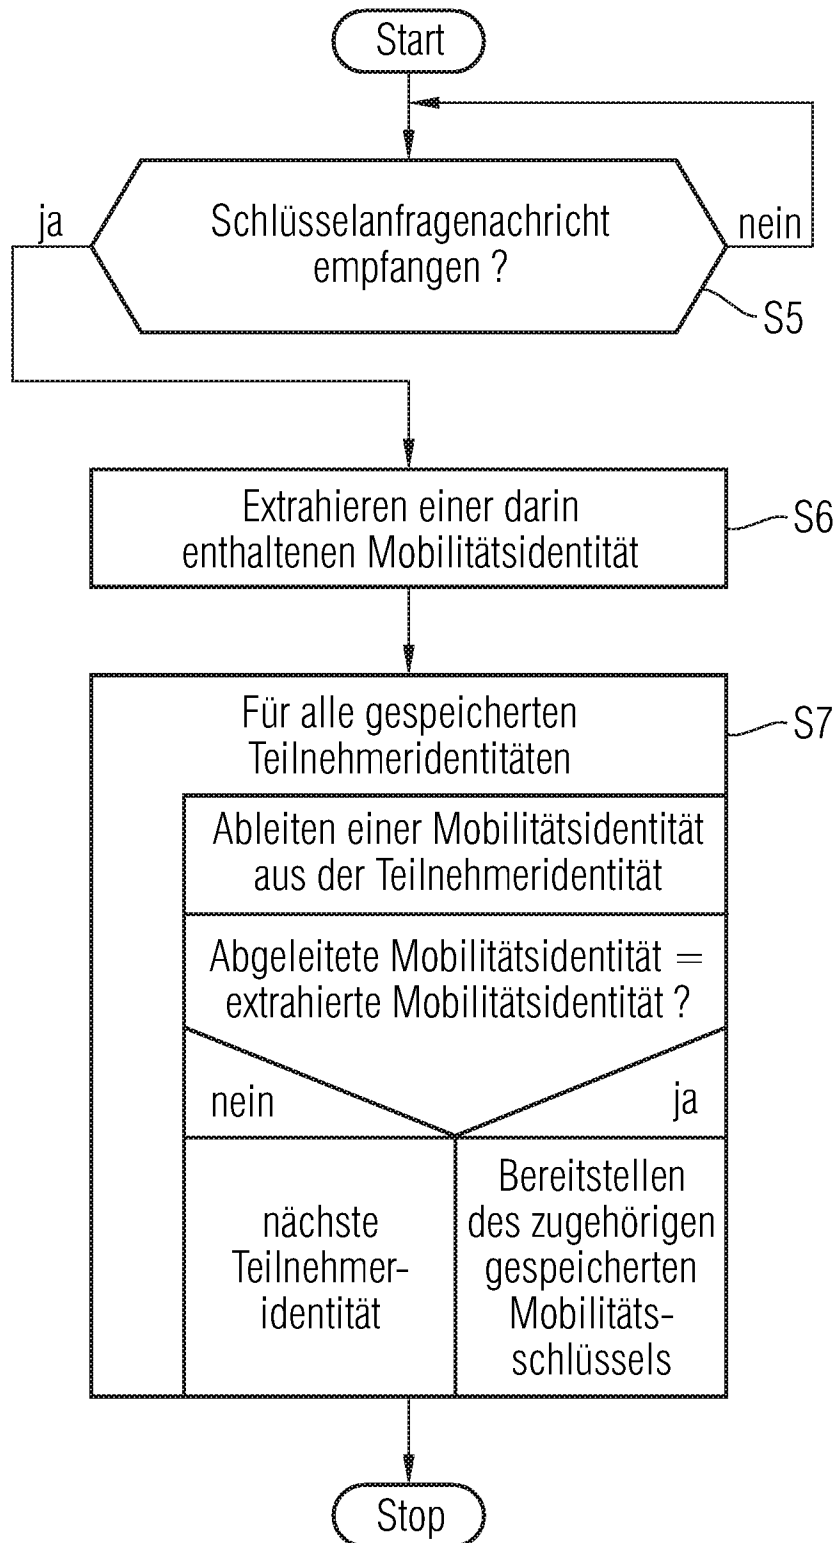 Start
ja
Schlüsselanfragenachricht
empfangen ?
nein
S5
Extrahieren einer darin
enthaltenen Mobilitätsidentität
S6
Für alle gespeicherten
Teilnehmeridentitäten
S7
Ableiten einer Mobilitätsidentität
aus der Teilnehmeridentität
Abgeleitete Mobilitätsidentität =
extrahierte Mobilitätsidentität ?
nein
ja
nächste
Teilnehmer-
identität
Bereitstellen
des zugehörigen
gespeicherten
Mobilitäts-
schlüssels
Stop